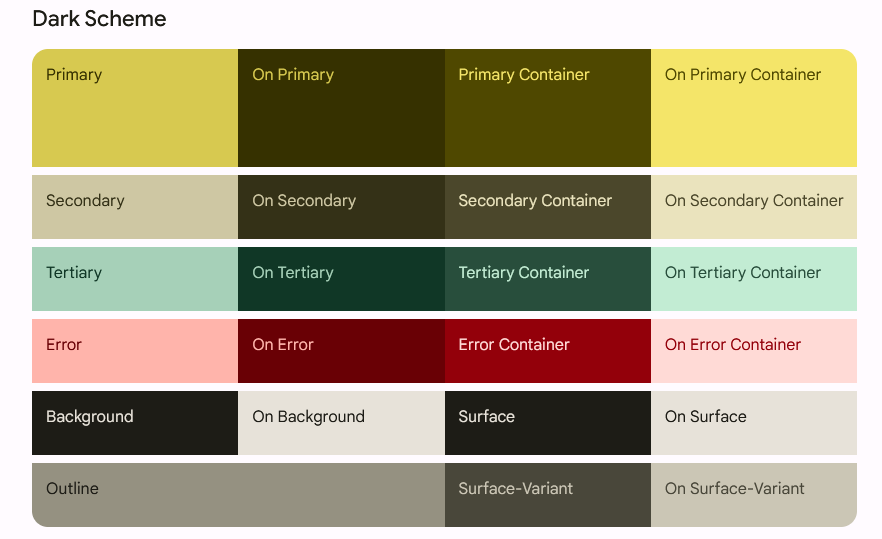 Dark Scheme
Primary
On Primary
Primary Container
On Primary Container
Secondary
On Secondary
Secondary Container
On Secondary Container
Tertiary
On Tertiary
Tertiary Container
On Tertiary Container
Error
On Error
Error Container
On Error Container
Background
On Background
Surface
On Surface
Outline
Surface-Variant
On Surface-Variant